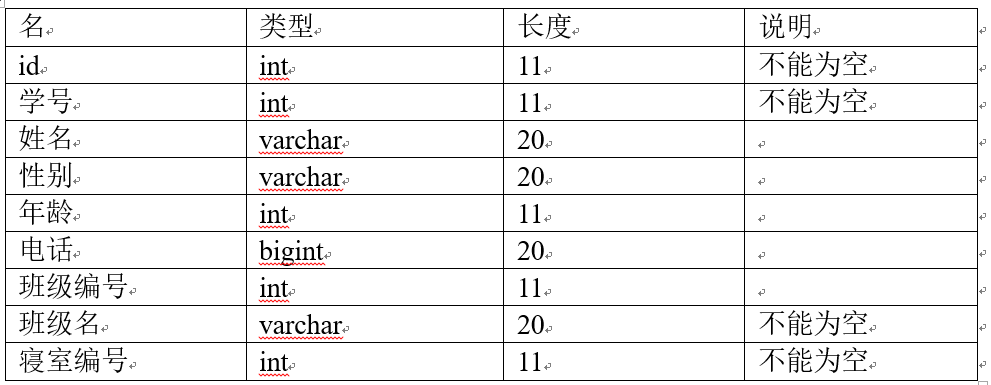 名 类型 长度 说明
id int 11 不能为空
学号 int 11 不能为空
姓名 varchar 20
性别 varchar 20
年龄 int 11
电话 bigint 20
班级编号 int 11
班级名 varchar 20 不能为空
寝室编号 int 11 不能为空